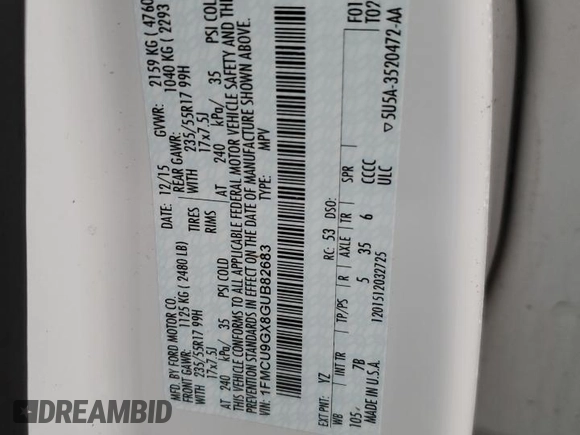 MFD. BY FORD MOTOR CO.
DATE: 12/15 GVWR: 2159 KG ( 4760
FRONT GAWR: 1125 KG ( 2480 LB) REAR GAWR: 1040 KG ( 2293
WITH 235/55R17 99H TIRES WITH 235/55R17 99H
17x7.5J RIMS 17x7.5J
AT 240 kPa/ 35 PSI COLD AT 240 kPa/ 35 PSI COLD
THIS VEHICLE CONFORMS TO ALL APPLICABLE FEDERAL MOTOR VEHICLE SAFETY AND THE
PREVENTION STANDARDS IN EFFECT ON THE DATE OF MANUFACTURE SHOWN ABOVE.
VIN: 1FMCU9GX8GUB82683 TYPE: MPV
F01
T02
EXT PNT: YZ RC: 53 DSO:
WB INT TR TP/PS R AXLE TR SPR
105 7B 5 35 6 CCCC
MADE IN U.S.A. 1201512032725 ULC
▽5U5A-3520472-AA
DREAMBID